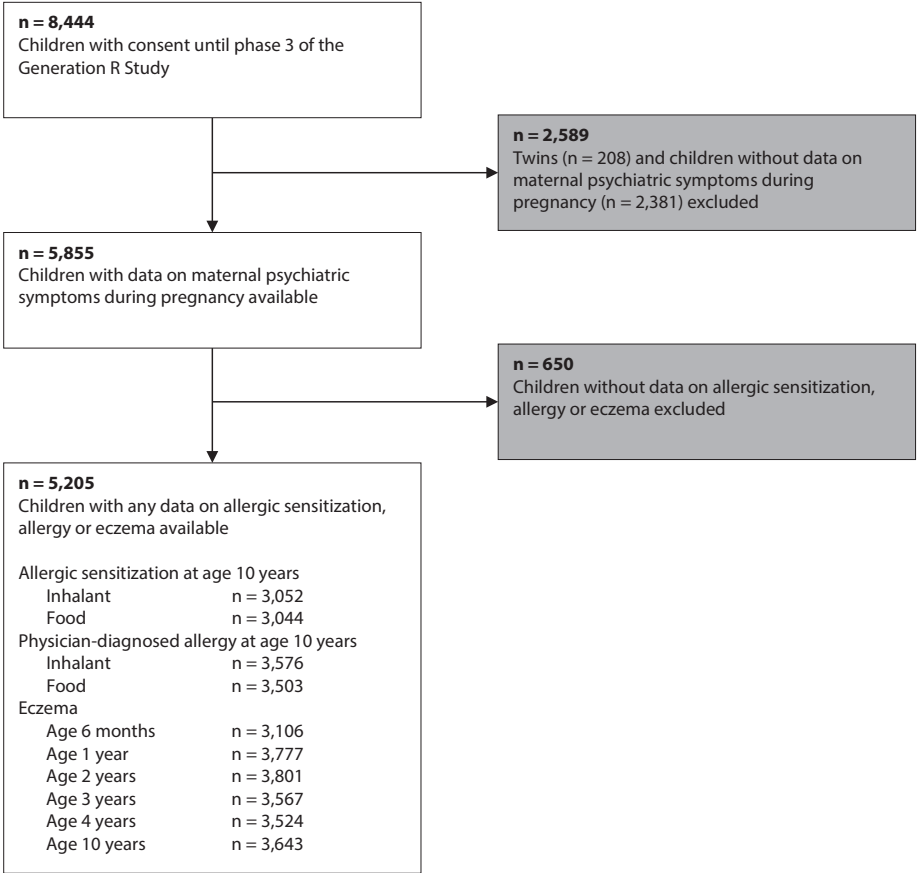 n = 8,444
Children with consent until phase 3 of the
Generation R Study
n = 2,589
Twins (n = 208) and children without data on
maternal psychiatric symptoms during
pregnancy (n = 2,381) excluded
n = 5,855
Children with data on maternal psychiatric
symptoms during pregnancy available
n = 650
Children without data on allergic sensitization,
allergy or eczema excluded
n = 5,205
Children with any data on allergic sensitization,
allergy or eczema available
Allergic sensitization at age 10 years
Inhalant n = 3,052
Food n = 3,044
Physician-diagnosed allergy at age 10 years
Inhalant n = 3,576
Food n = 3,503
Eczema
Age 6 months n = 3,106
Age 1 year n = 3,777
Age 2 years n = 3,801
Age 3 years n = 3,567
Age 4 years n = 3,524
Age 10 years n = 3,643